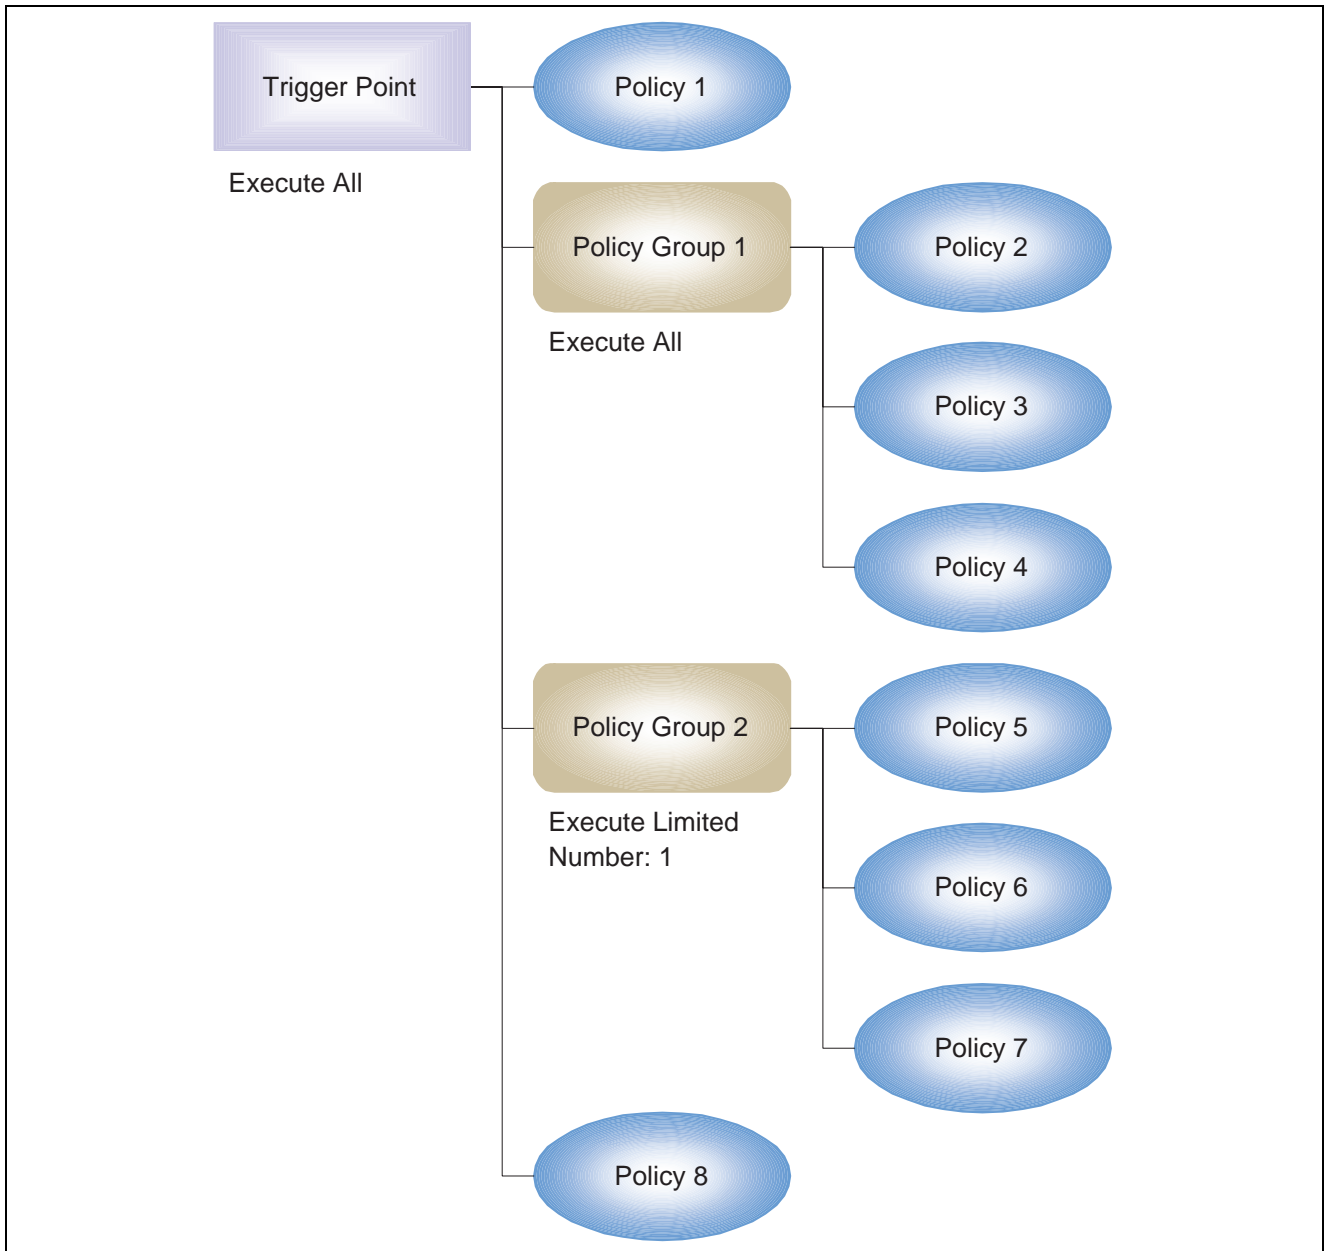 Trigger Point
Execute All
Policy 1
Policy Group 1
Execute All
Policy 2
Policy 3
Policy 4
Policy Group 2
Execute Limited
Number: 1
Policy 5
Policy 6
Policy 7
Policy 8